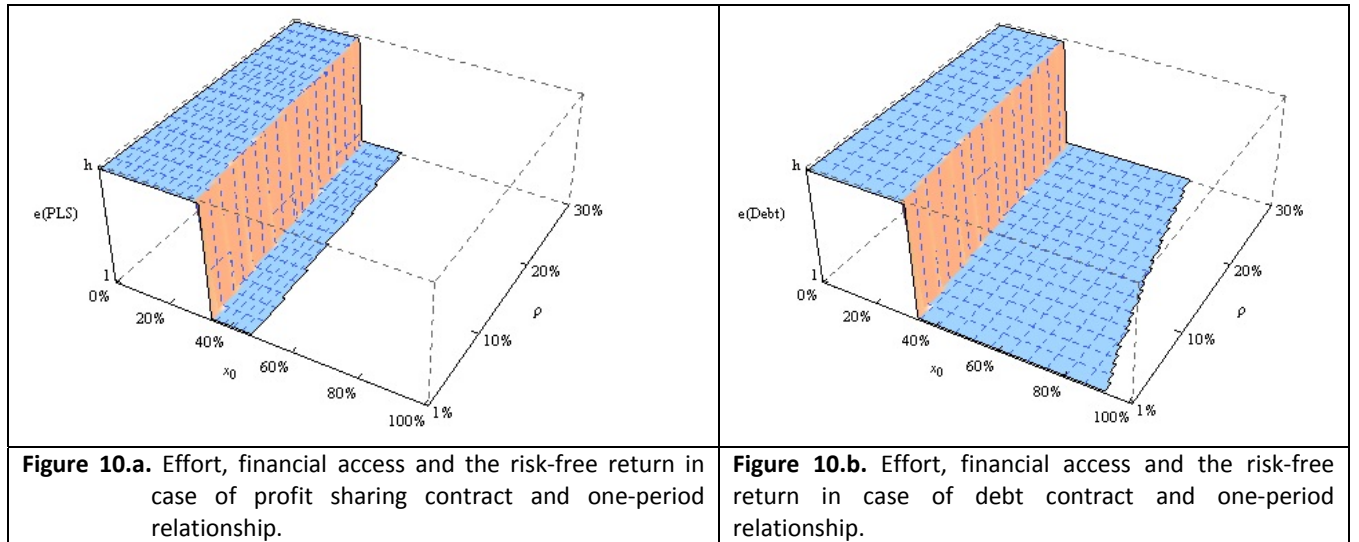 h
e(PLS)
1
0%
20%
40%
x0
60%
80%
100%
1%
10%
ρ
20%
30%
h
e(Debt)
1
0%
20%
40%
x0
60%
80%
100%
1%
10%
ρ
20%
30%
Figure 10.a. Effort, financial access and the risk-free return in
case of profit sharing contract and one-period
relationship.
Figure 10.b. Effort, financial access and the risk-free
return in case of debt contract and one-period
relationship.